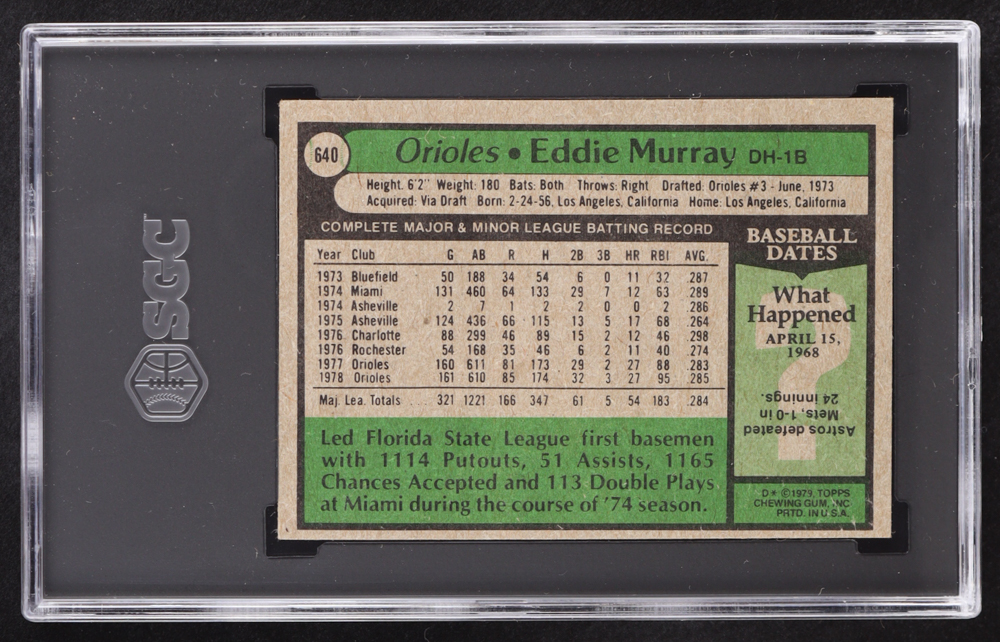 SGC
640
Orioles • Eddie Murray DH-1B
Height: 6'2" Weight: 180 Bats: Both Throws: Right Drafted: Orioles #3 - June, 1973
Acquired: Via Draft Born: 2-24-56, Los Angeles, California Home: Los Angeles, California
COMPLETE MAJOR & MINOR LEAGUE BATTING RECORD
Year Club G AB R H 2B 3B HR RBI AVG.
1973 Bluefield 50 188 34 54 6 0 11 32 .287
1974 Miami 131 460 64 133 29 7 12 63 .289
1974 Asheville 2 7 1 2 2 0 0 2 .286
1975 Asheville 124 436 66 115 13 5 17 68 .264
1976 Charlotte 88 299 46 89 15 2 12 46 .298
1976 Rochester 54 168 35 46 6 2 11 40 .274
1977 Orioles 160 611 81 173 29 2 27 88 .283
1978 Orioles 161 610 85 174 32 3 27 95 .285
Maj. Lea. Totals 321 1221 166 347 61 5 54 183 .284
Led Florida State League first basemen
with 1114 Putouts, 51 Assists, 1165
Chances Accepted and 113 Double Plays
at Miami during the course of '74 season.
BASEBALL
DATES
What
Happened
APRIL 15,
1968
?
Astros defeated
Mets, 1-0 in
24 innings.
D* ©1979, TOPPS
CHEWING GUM, INC
PRTD. IN U.S.A.